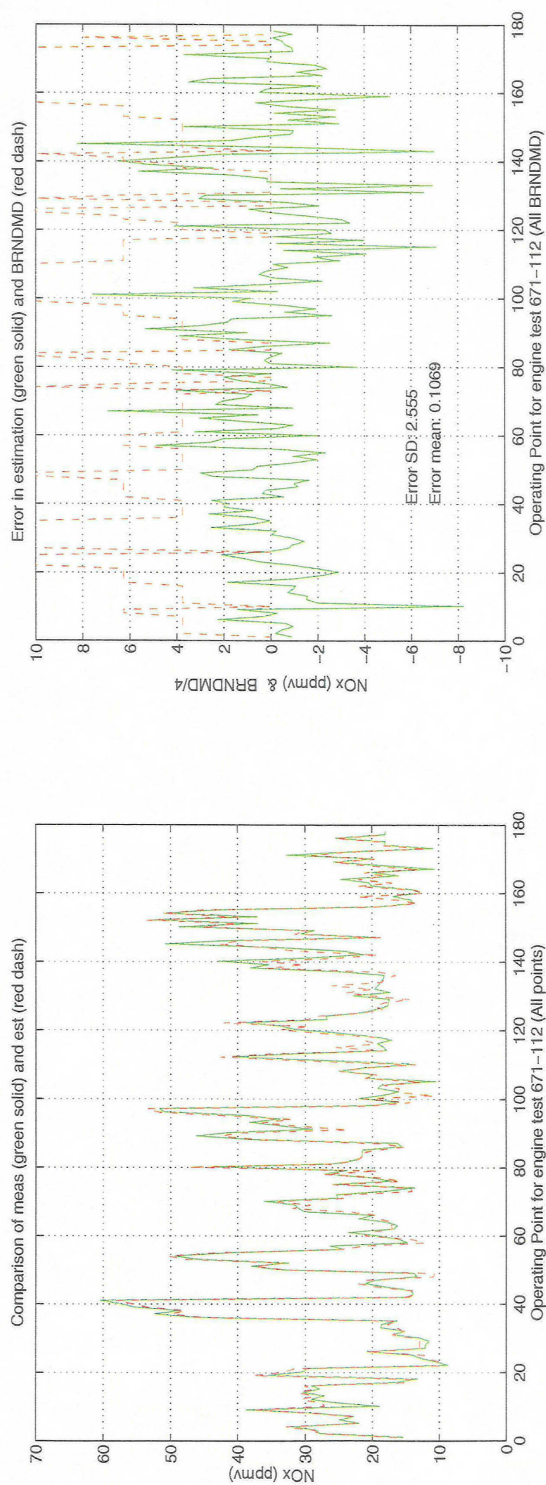 Comparison of meas (green solid) and est (red dash)
70
60
50
40
30
20
10
0
NOx (ppmv)
0 20 40 60 80 100 120 140 160 180
Operating Point for engine test 671–112 (All points)
Error in estimation (green solid) and BRNDMD (red dash)
10
8
6
4
2
0
−2
−4
−6
−8
−10
NOx (ppmv) & BRNDMD/4
Error SD: 2.555
Error mean: 0.1069
0 20 40 60 80 100 120 140 160 180
Operating Point for engine test 671–112 (All BRNDMD)